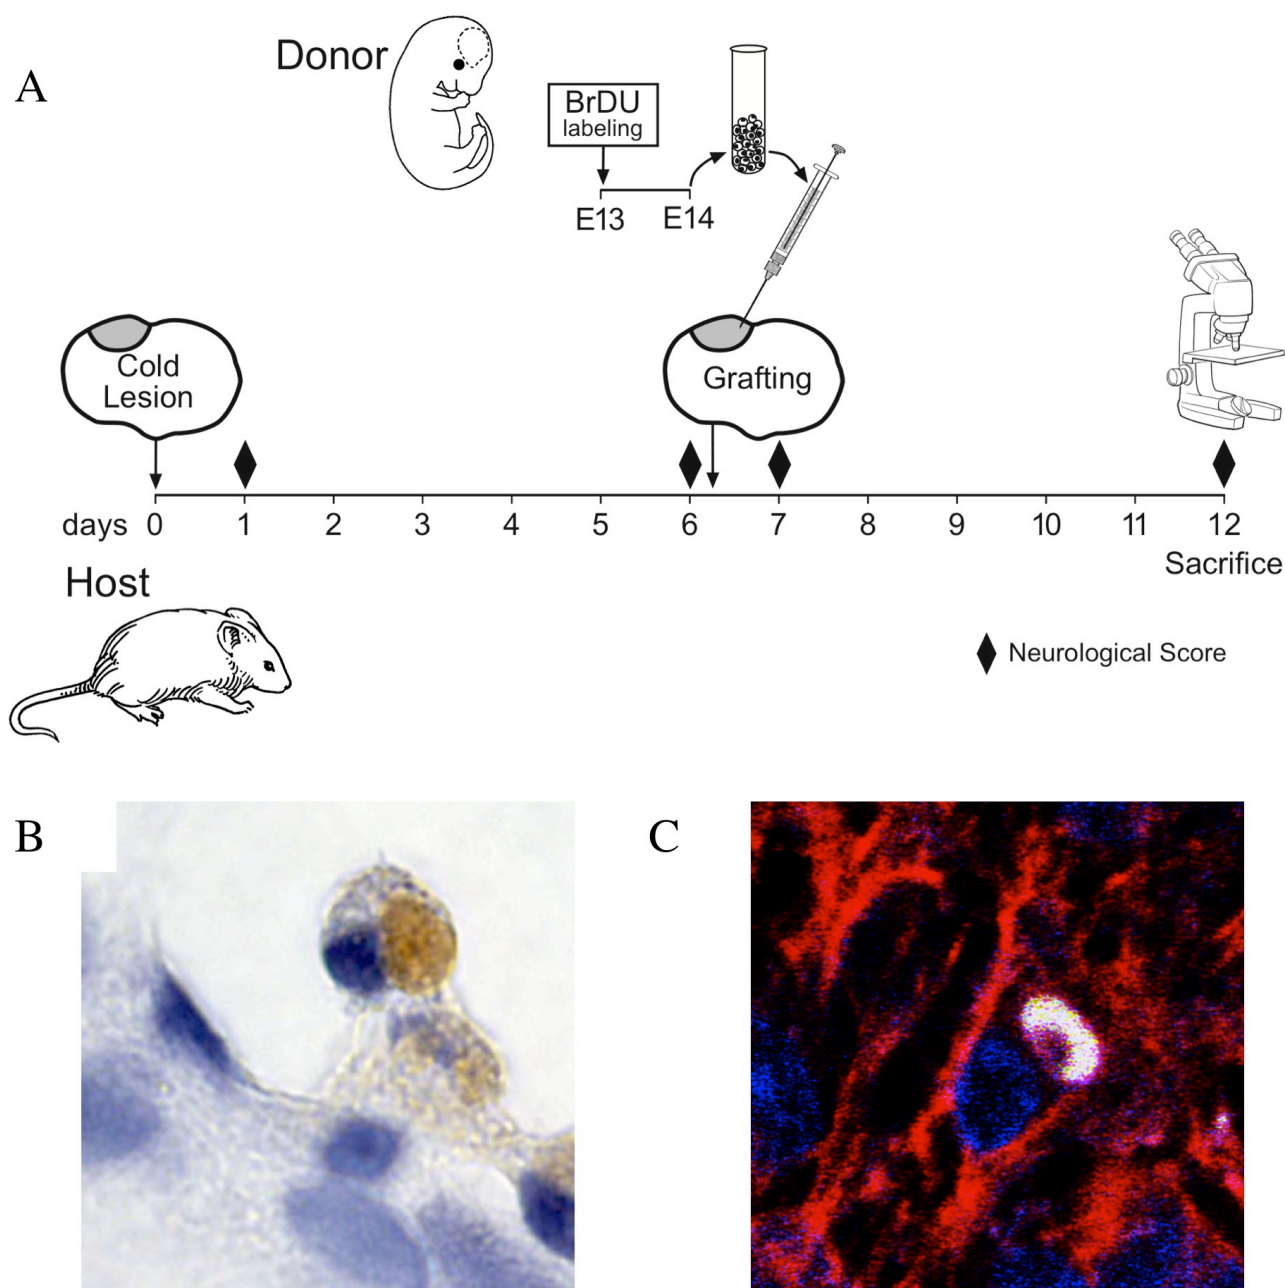 A
Donor
BrDU
labeling
E13 E14
Cold
Lesion
Grafting
days 0 1 2 3 4 5 6 7 8 9 10 11 12
Sacrifice
Host
Neurological Score
B
C